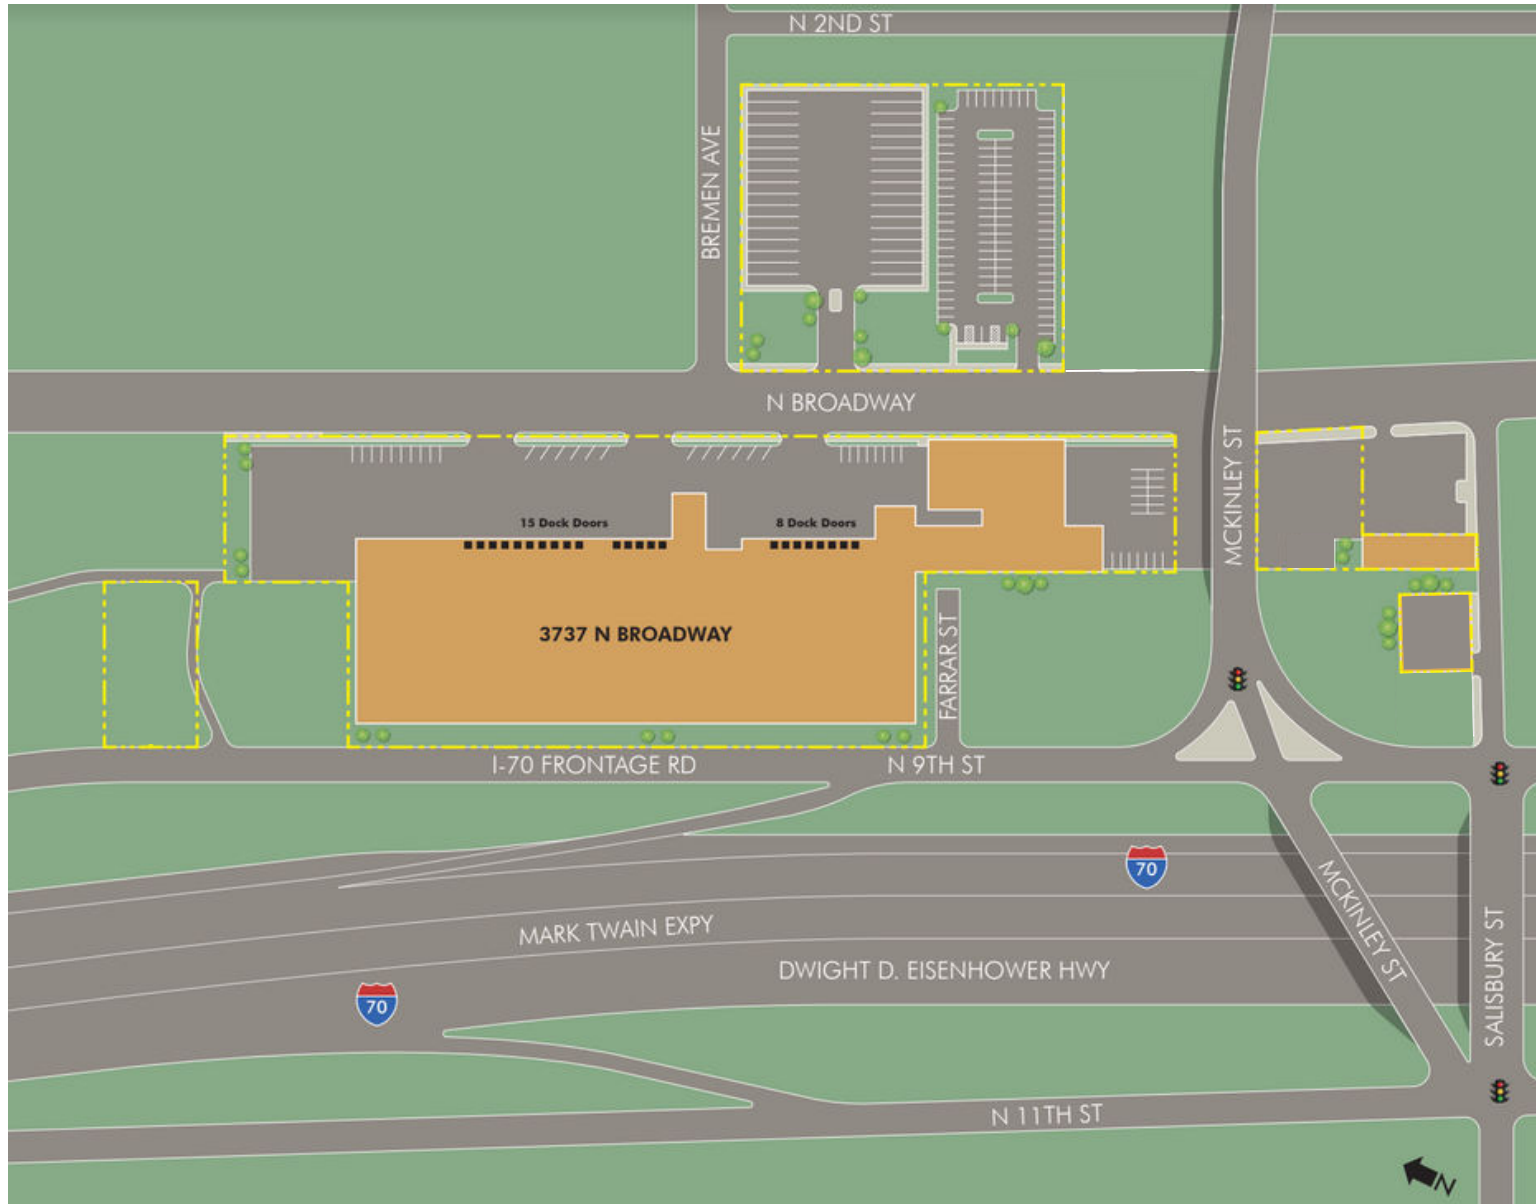 N 2ND ST
BREMEN AVE
N BROADWAY
MCKINLEY ST
15 Dock Doors
8 Dock Doors
3737 N BROADWAY
FARRAR ST
I-70 FRONTAGE RD
N 9TH ST
70
MCKINLEY ST
MARK TWAIN EXPY
DWIGHT D. EISENHOWER HWY
SALISBURY ST
70
N 11TH ST
N